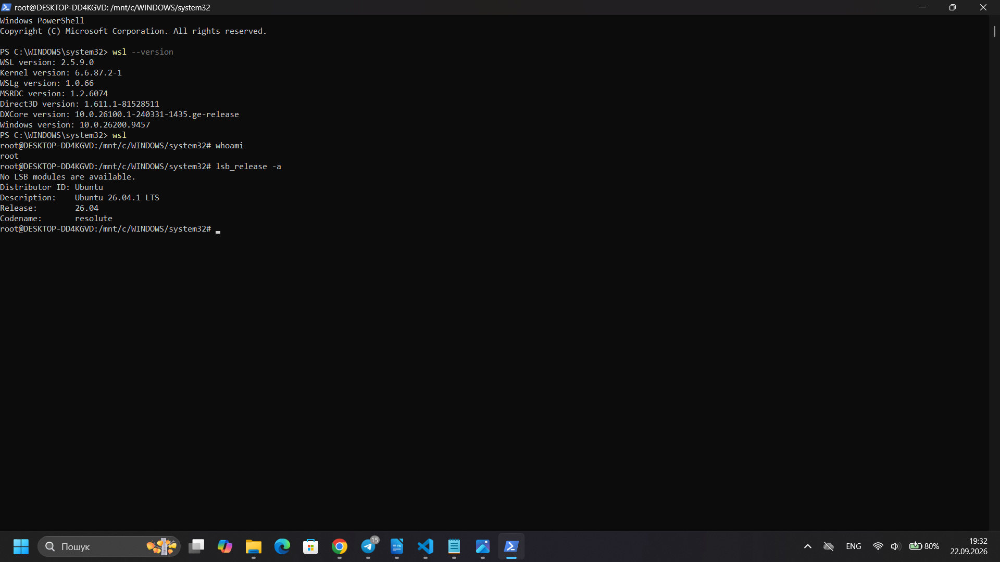 root@DESKTOP-DD4KGVD: /mnt/c/WINDOWS/system32
Windows PowerShell
Copyright (C) Microsoft Corporation. All rights reserved.
PS C:\WINDOWS\system32> wsl --version
WSL version: 2.5.9.0
Kernel version: 6.6.87.2-1
WSLg version: 1.0.66
MSRDC version: 1.2.6074
Direct3D version: 1.611.1-81528511
DXCore version: 10.0.26100.1-240331-1435.ge-release
Windows version: 10.0.26200.9457
PS C:\WINDOWS\system32> wsl
root@DESKTOP-DD4KGVD:/mnt/c/WINDOWS/system32# whoami
root
root@DESKTOP-DD4KGVD:/mnt/c/WINDOWS/system32# lsb_release -a
No LSB modules are available.
Distributor ID: Ubuntu
Description:    Ubuntu 26.04.1 LTS
Release:        26.04
Codename:       resolute
root@DESKTOP-DD4KGVD:/mnt/c/WINDOWS/system32#
Пошук
15
ENG
80%
19:32
22.09.2026